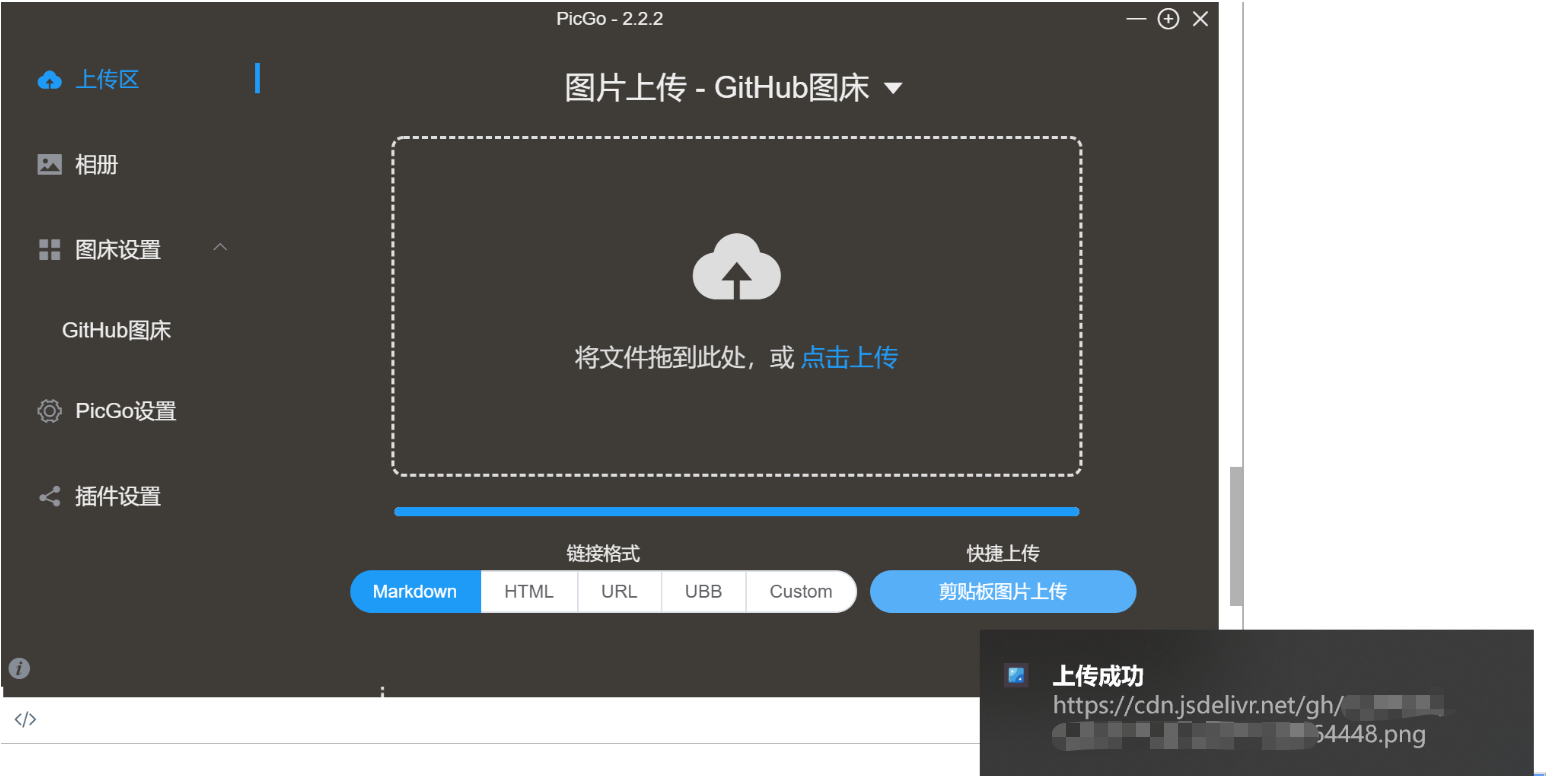 PicGo - 2.2.2
上传区
相册
图床设置
GitHub图床
PicGo设置
插件设置
图片上传 - GitHub图床
将文件拖到此处，或 点击上传
链接格式
快捷上传
Markdown HTML URL UBB Custom
剪贴板图片上传
i
</>
上传成功
https://cdn.jsdelivr.net/gh/
54448.png